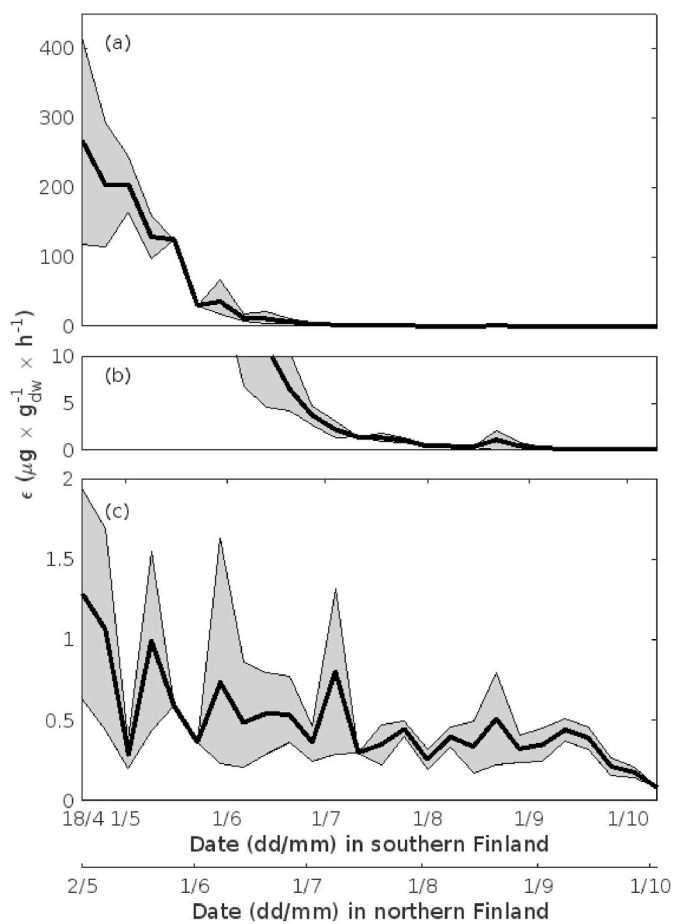 400
(a)
300
200
100
0
10
(b)
5
0
ϵ (μg × g⁻¹dw × h⁻¹)
2
(c)
1.5
1
0.5
0
18/4 1/5 1/6 1/7 1/8 1/9 1/10
Date (dd/mm) in southern Finland
2/5 1/6 1/7 1/8 1/9 1/10
Date (dd/mm) in northern Finland